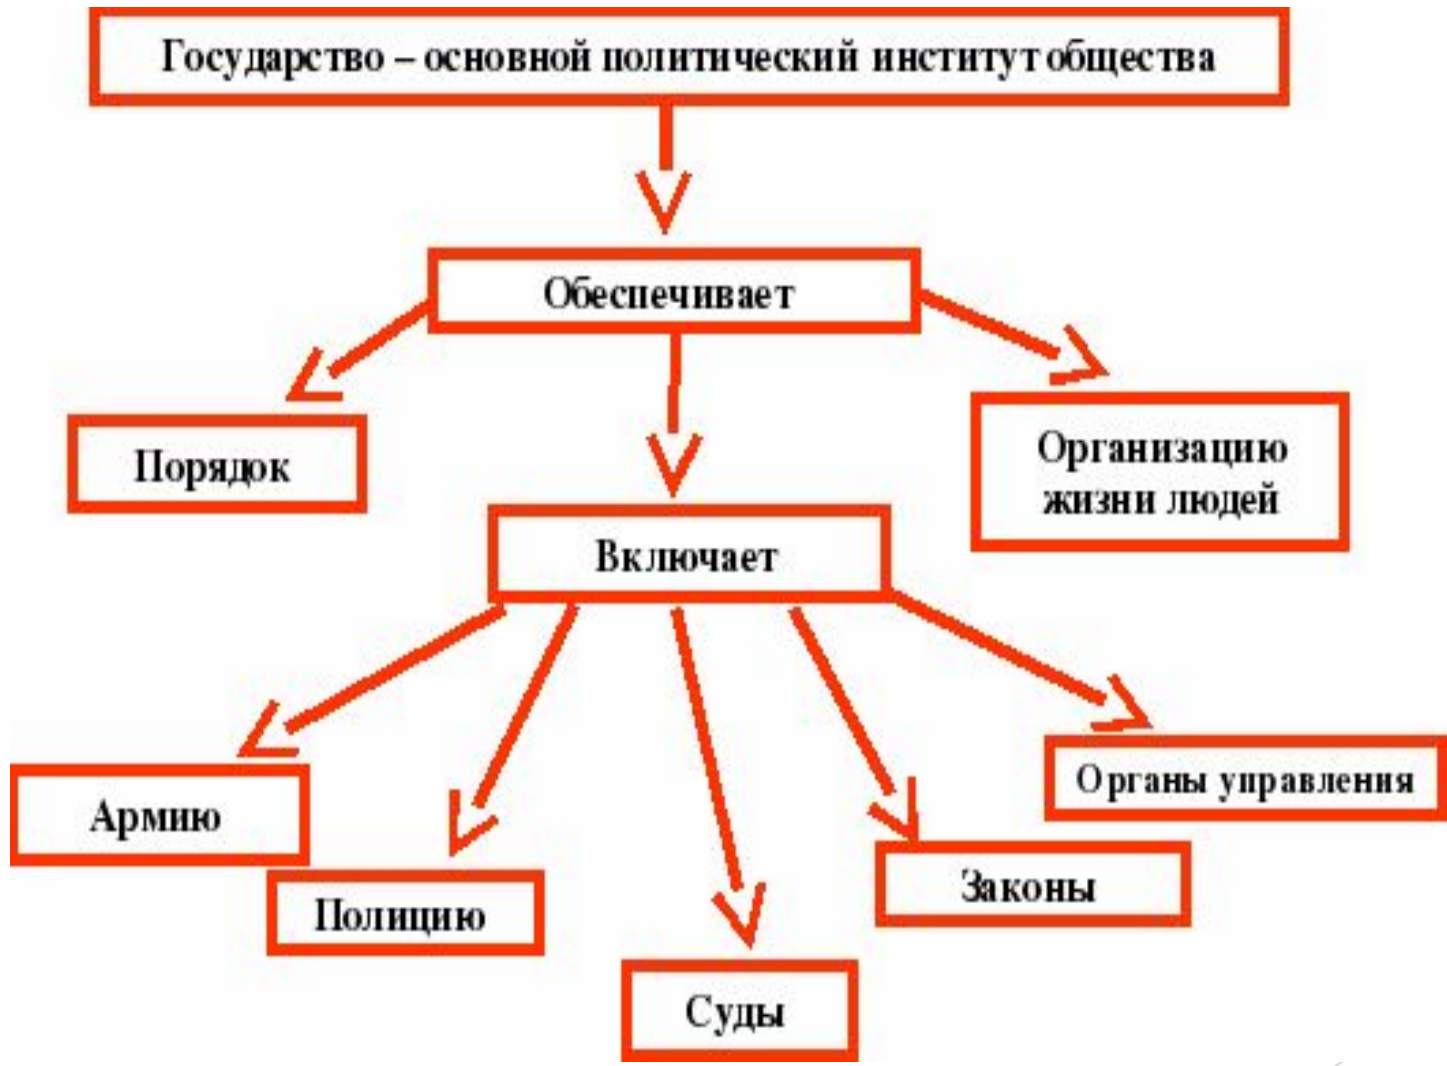 Государство – основной политический институт общества
Обеспечивает
Порядок
Организацию
жизни людей
Включает
Армию
Полицию
Суды
Законы
Органы управления